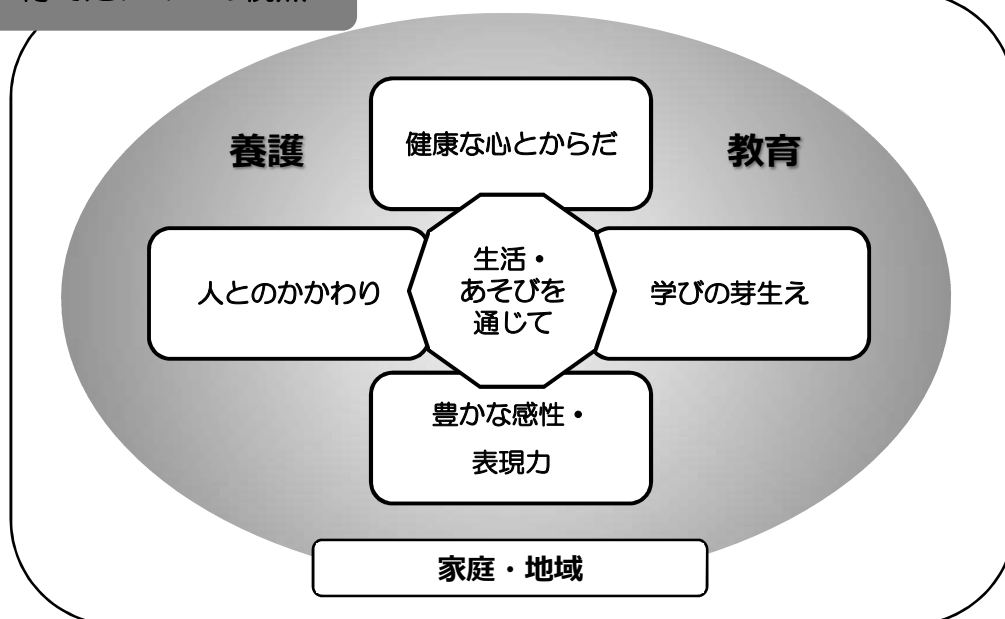 養護
健康な心とからだ
教育
人とのかかわり
生活・
あそびを
通じて
学びの芽生え
豊かな感性・
表現力
家庭・地域